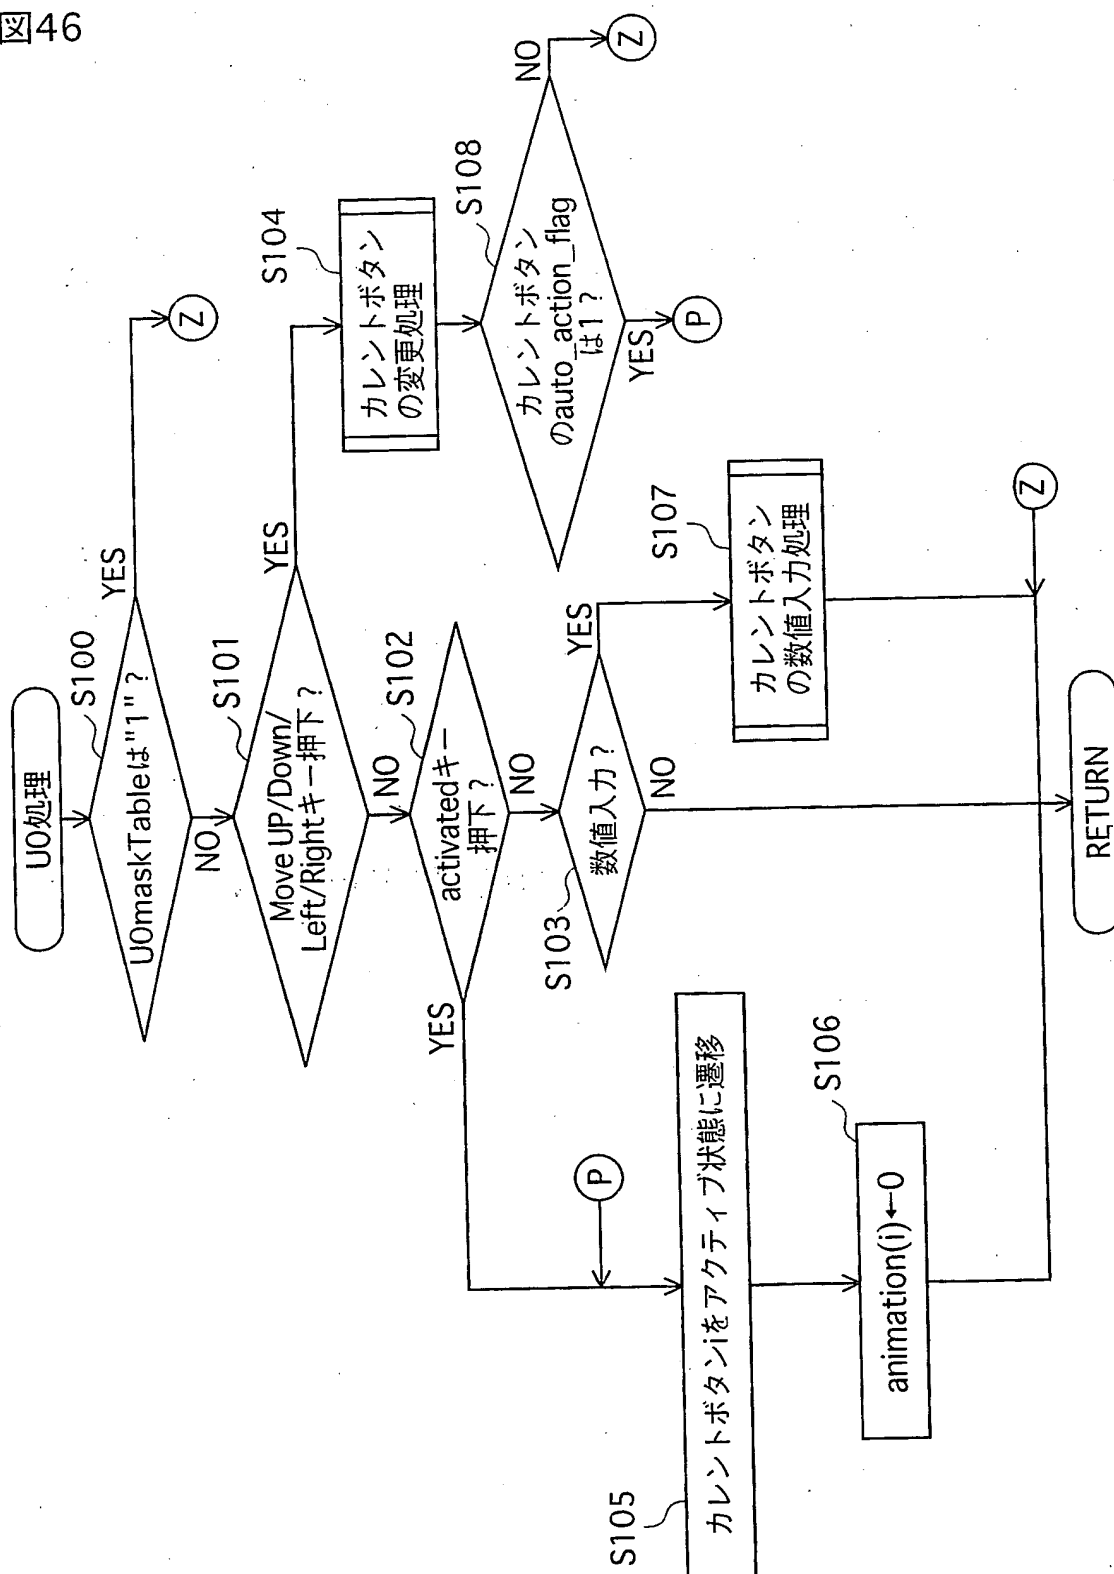 図46
UO処理
S100
UOmaskTableは"1"?
YES
Z
NO
S101
Move UP/Down/
Left/Rightキー押下?
YES
S104
カレントボタン
の変更処理
S108
カレントボタン
のauto_action_flag
は1?
NO
Z
YES
P
NO
S102
activatedキー
押下?
YES
NO
S103
数値入力?
YES
S107
カレントボタン
の数値入力処理
NO
Z
P
S105
カレントボタンiをアクティブ状態に遷移
S106
animation(i)←0
RETURN